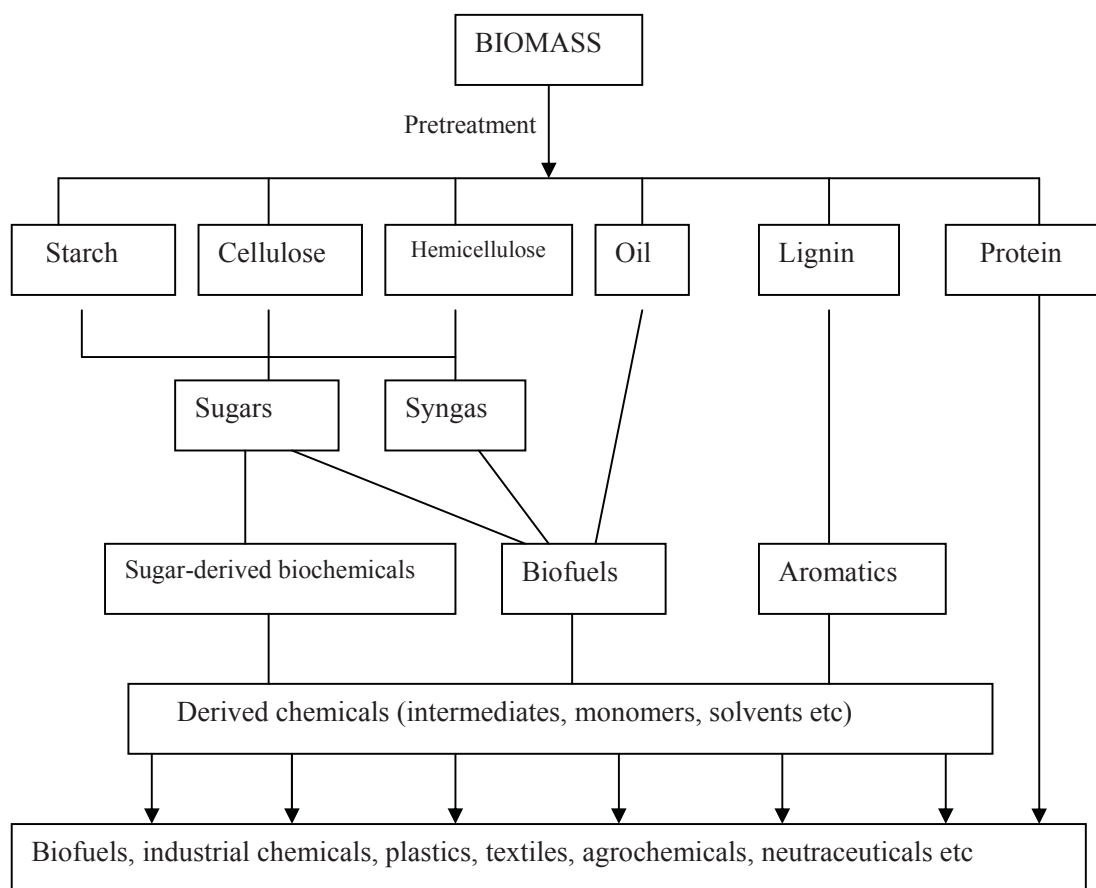 BIOMASS
Pretreatment
Starch
Cellulose
Hemicellulose
Oil
Lignin
Protein
Sugars
Syngas
Sugar-derived biochemicals
Biofuels
Aromatics
Derived chemicals (intermediates, monomers, solvents etc)
Biofuels, industrial chemicals, plastics, textiles, agrochemicals, neutraceuticals etc